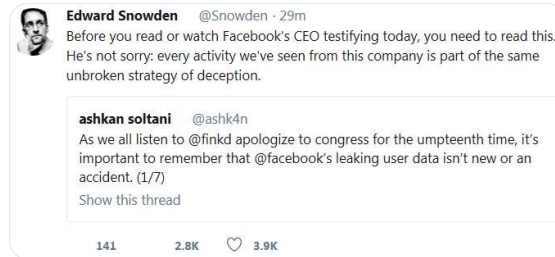 Edward Snowden @Snowden · 29m
Before you read or watch Facebook's CEO testifying today, you need to read this.
He's not sorry: every activity we've seen from this company is part of the same
unbroken strategy of deception.
ashkan soltani @ashk4n
As we all listen to @finkd apologize to congress for the umpteenth time, it's
important to remember that @facebook's leaking user data isn't new or an
accident. (1/7)
Show this thread
141 2.8K 3.9K